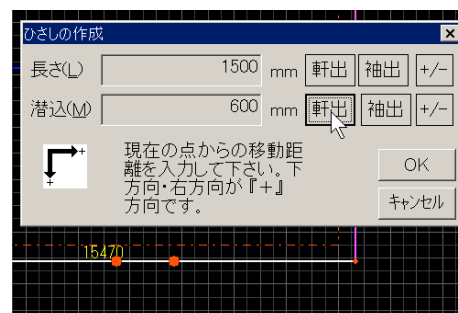 ひさしの作成
長さ(L) 1500 mm 軒出 袖出 +/-
潜込(M) 600 mm 軒出 袖出 +/-
+
+
現在の点からの移動距
離を入力して下さい。下
方向・右方向が『＋』
方向です。
OK
キャンセル
15470